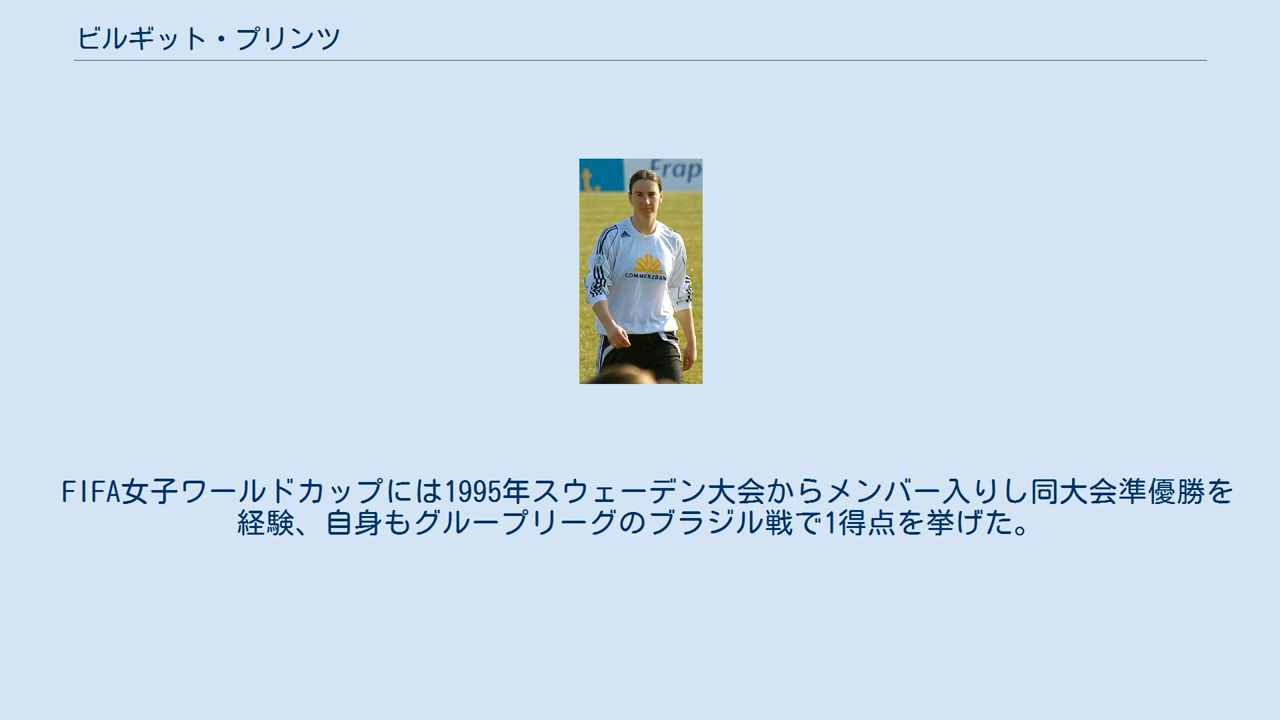 ビルギット・プリンツ
t.
Frap
COMMERZBAN
FIFA女子ワールドカップには1995年スウェーデン大会からメンバー入りし同大会準優勝を
経験、自身もグループリーグのブラジル戦で1得点を挙げた。